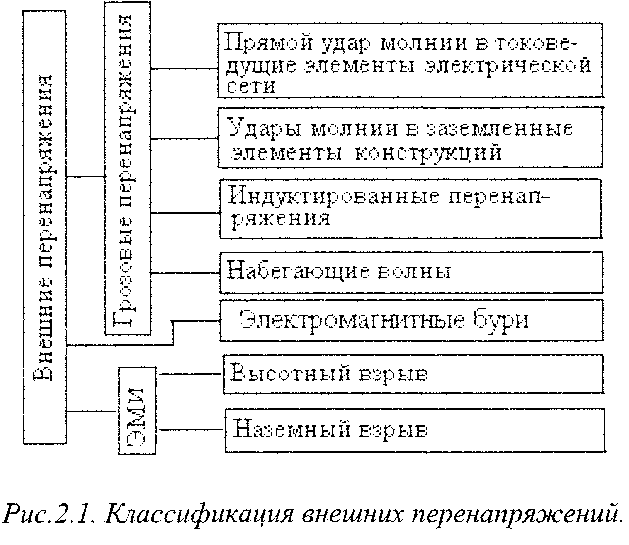 Внешние перенапряжения
Грозовые перенапряжения
Прямой удар молнии в токове-
дущие элементы электрической
сети
Удары молнии в заземленные
элементы конструкций
Индуктированные перенап-
ряжения
Набегающие волны
Электромагнитные бури
ЭМИ
Высотный взрыв
Наземный взрыв
Рис.2.1. Классификация внешних перенапряжений.